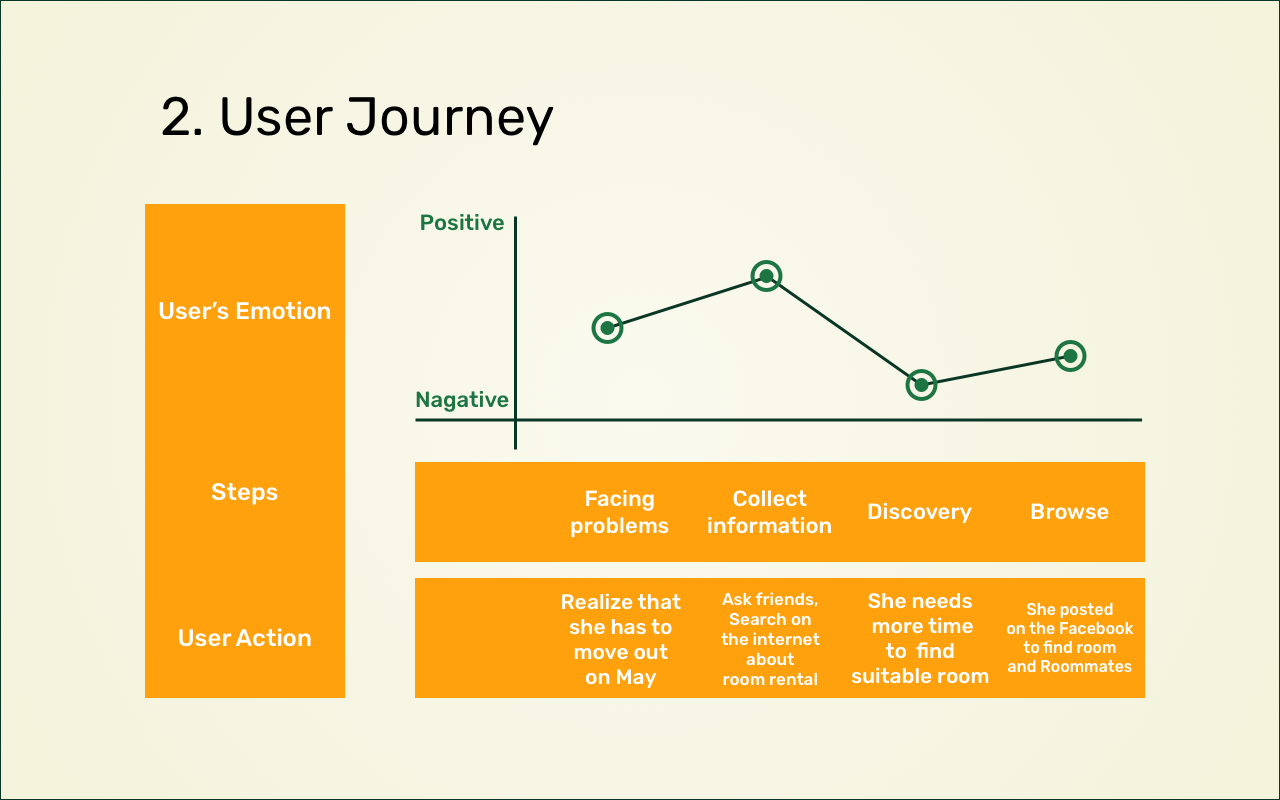 2. User Journey
User’s Emotion
Steps
User Action
Positive
Nagative
Facing
problems
Collect
information
Discovery
Browse
Realize that
she has to
move out
on May
Ask friends,
Search on
the internet
about
room rental
She needs
more time
to find
suitable room
She posted
on the Facebook
to find room
and Roommates